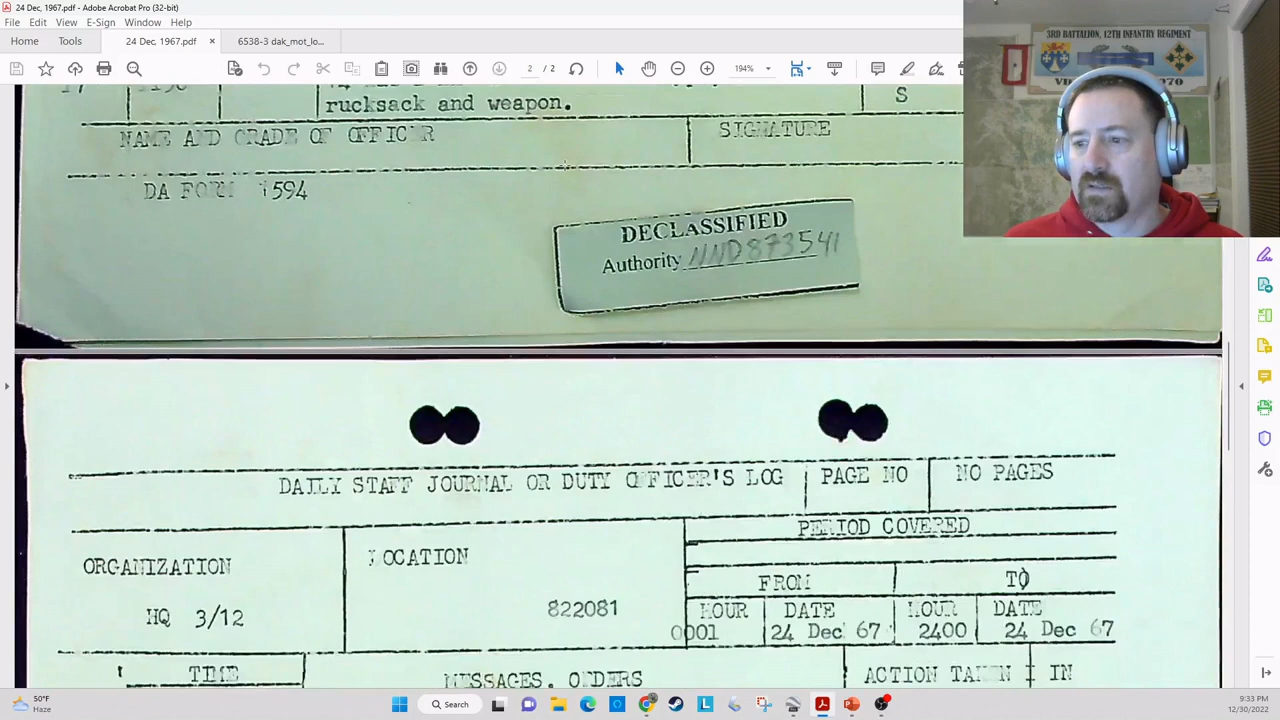 24 Dec, 1967.pdf - Adobe Acrobat Pro (32-bit)
File Edit View E-Sign Window Help
Home Tools 24 Dec, 1967.pdf × 6538-3 dak_mot_lo...
2 / 2 194%
3RD BATTALION, 12TH INFANTRY REGIMENT
rucksack and weapon.
S
NAME AND GRADE OF OFFICER SIGNATURE
DA FORM 1594
DECLASSIFIED
Authority NND873541
DAILY STAFF JOURNAL OR DUTY OFFICER'S LOG PAGE NO NO PAGES
PERIOD COVERED
ORGANIZATION LOCATION
FROM TO
HQ 3/12 822081
HOUR DATE HOUR DATE
0001 24 Dec 67 2400 24 Dec 67
TIME MESSAGES, ORDERS ACTION TAKEN IN
50°F
Haze
Search
9:33 PM
12/30/2022